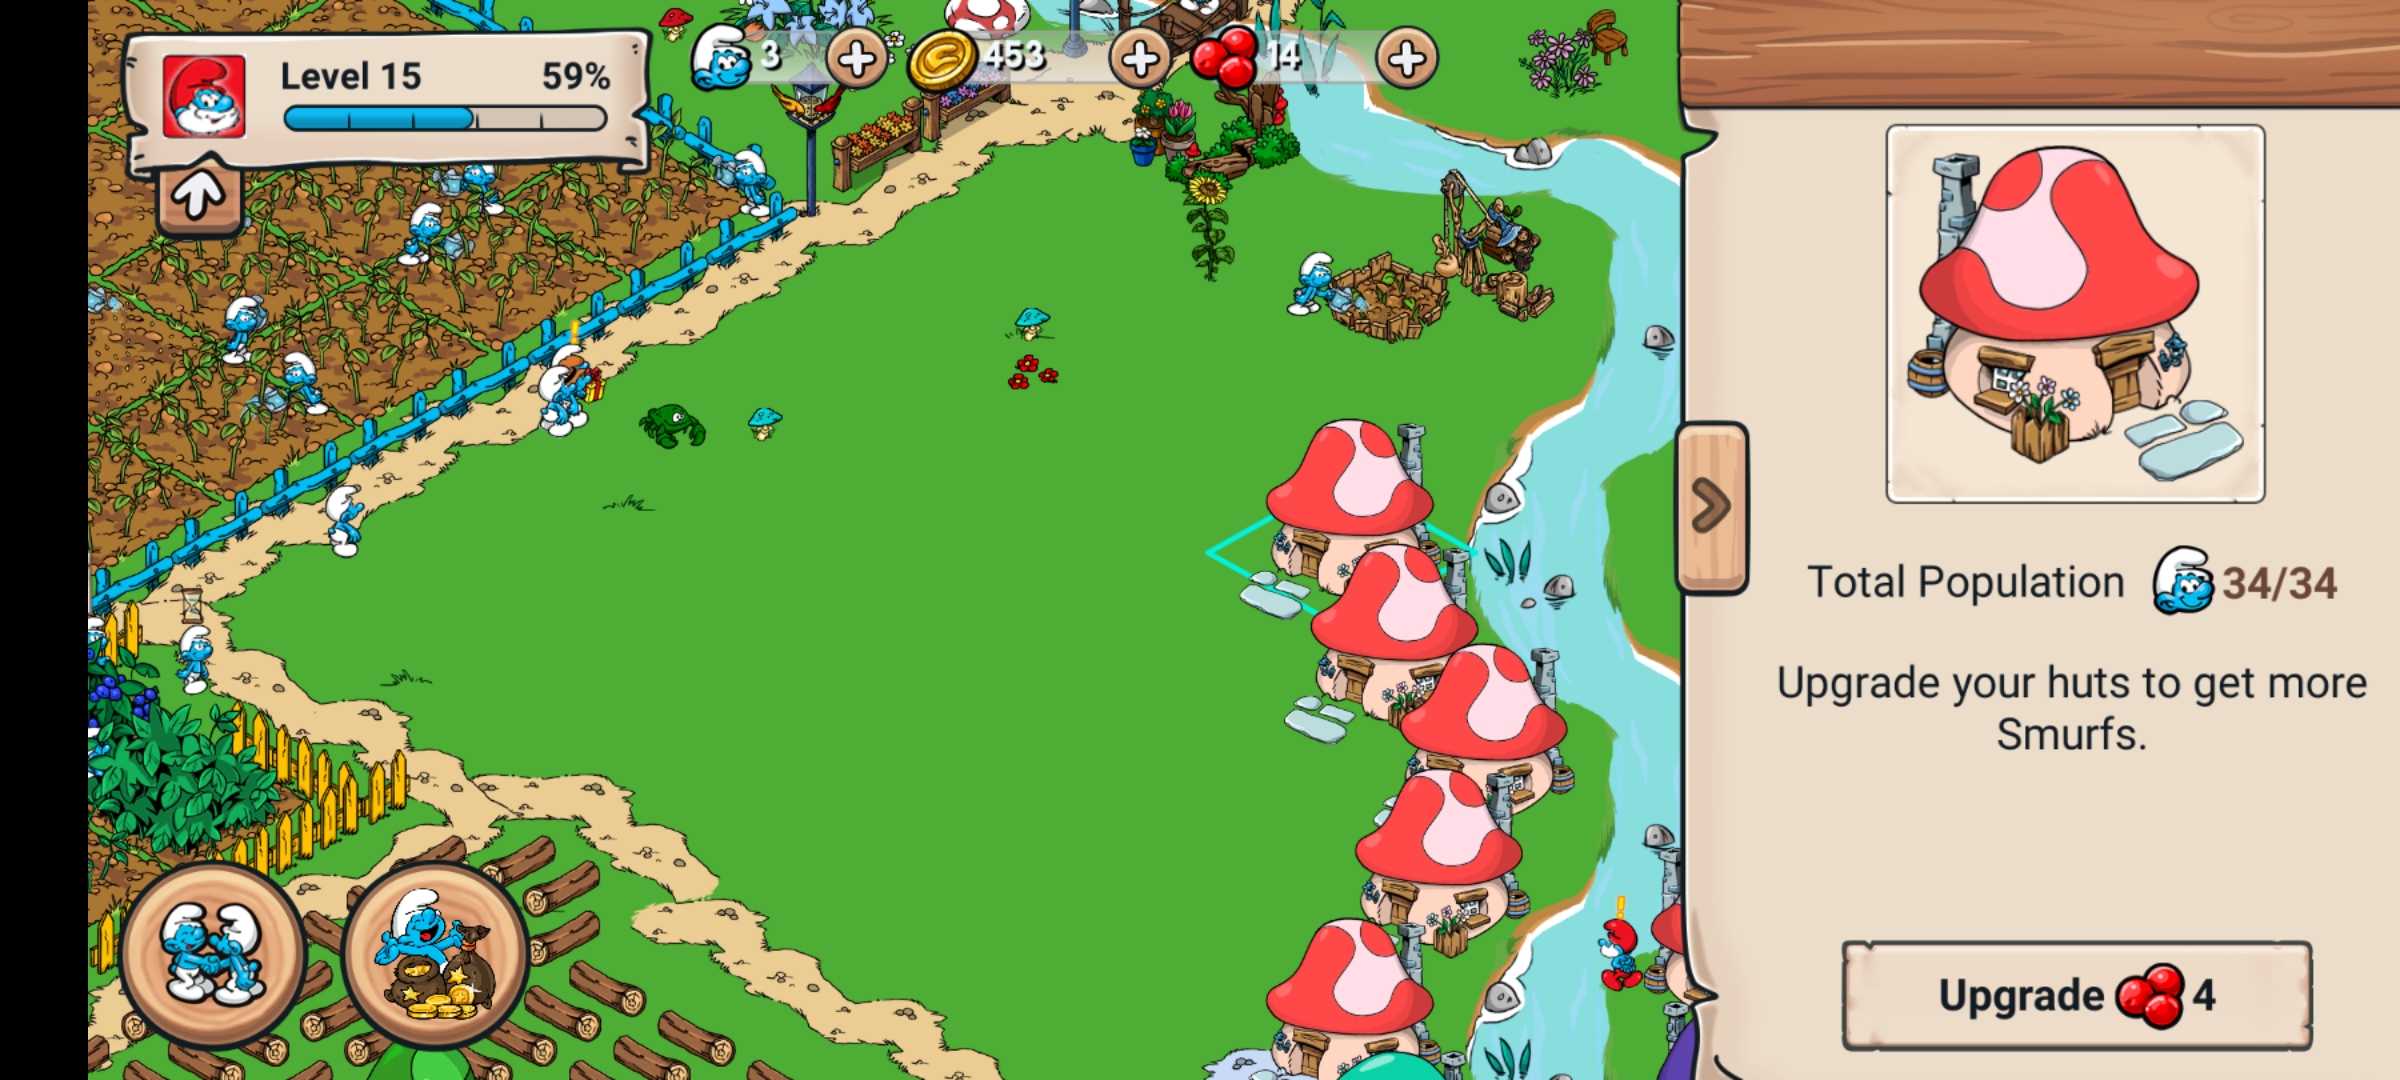 Level 15 59%
3
453
14
Total Population 34/34
Upgrade your huts to get more
Smurfs.
Upgrade 4